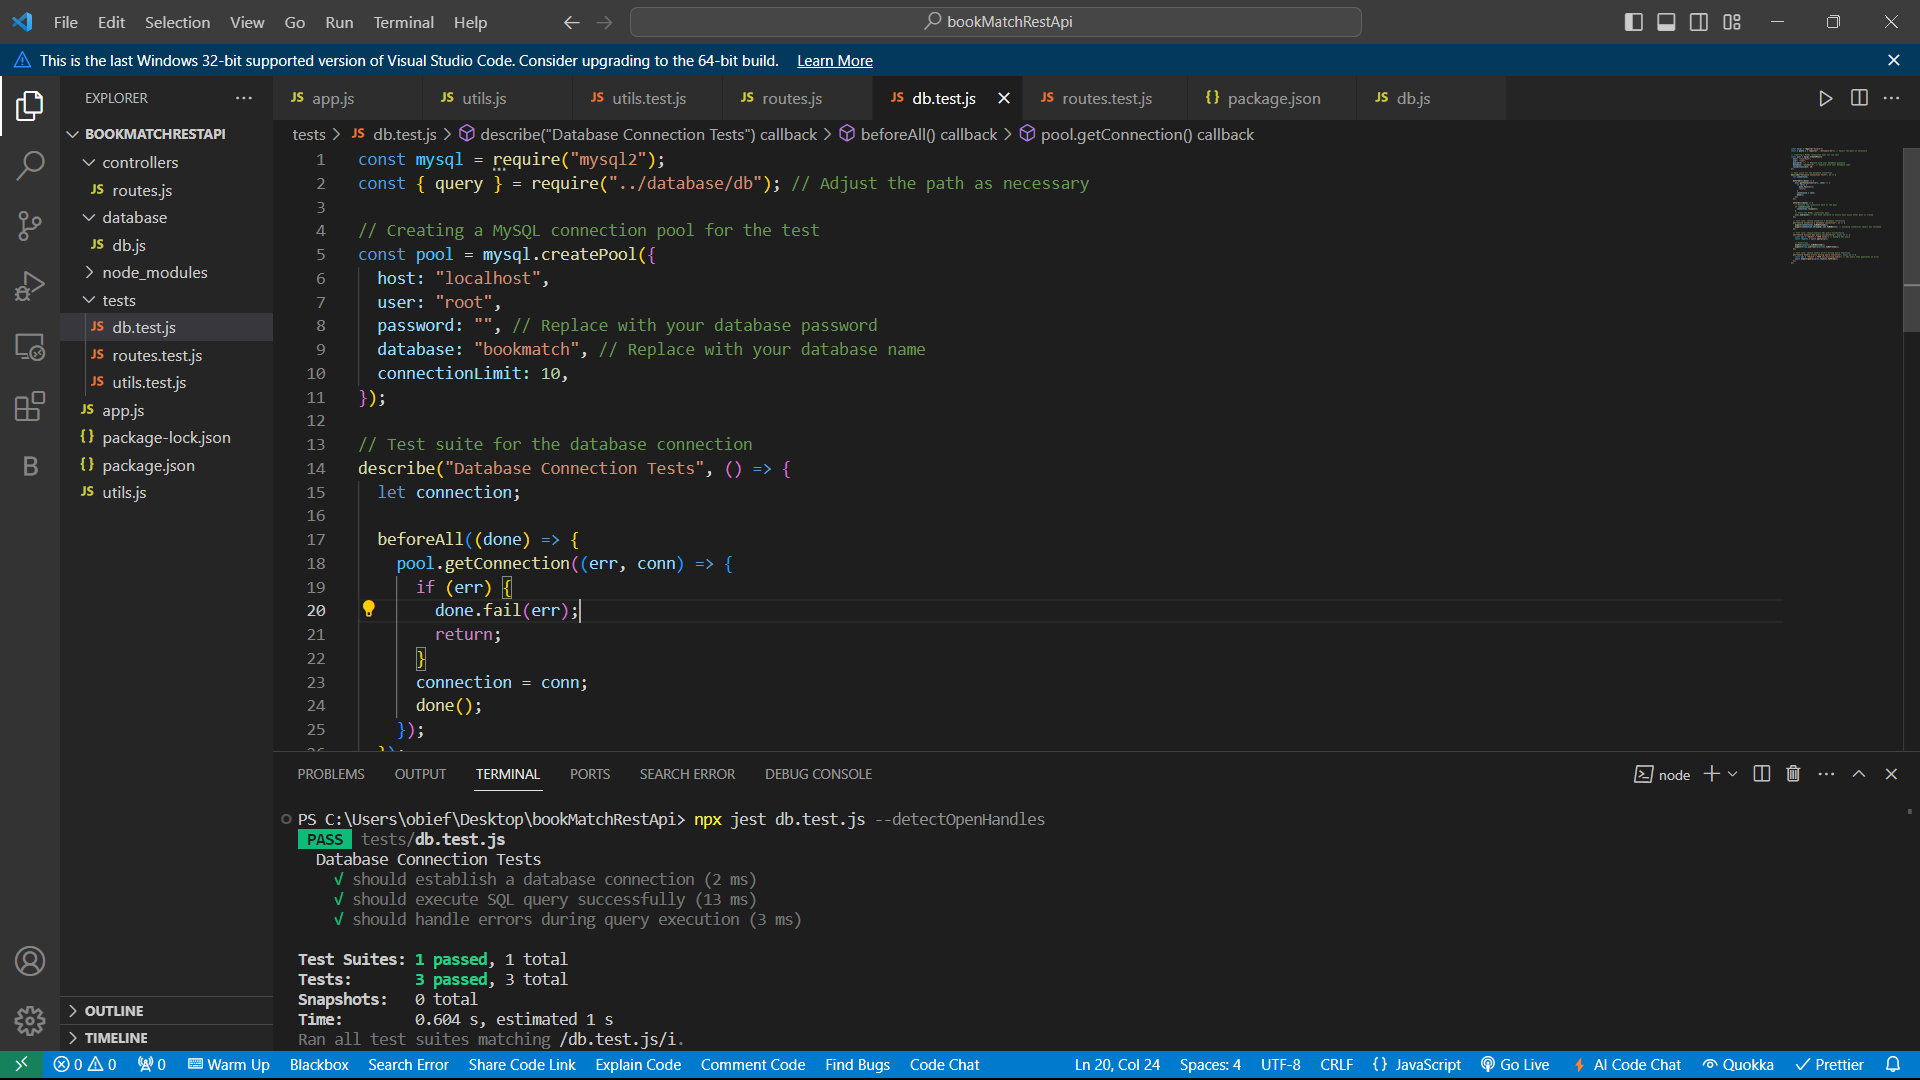 File Edit Selection View Go Run Terminal Help
bookMatchRestApi
This is the last Windows 32-bit supported version of Visual Studio Code. Consider upgrading to the 64-bit build. Learn More
EXPLORER
JS app.js
JS utils.js
JS utils.test.js
JS routes.js
JS db.test.js
JS routes.test.js
{} package.json
JS db.js
BOOKMATCHRESTAPI
controllers
JS routes.js
database
JS db.js
node_modules
tests
JS db.test.js
JS routes.test.js
JS utils.test.js
JS app.js
{} package-lock.json
{} package.json
JS utils.js
B
OUTLINE
TIMELINE
tests > JS db.test.js > describe("Database Connection Tests") callback > beforeAll() callback > pool.getConnection() callback
1 const mysql = require("mysql2");
2 const { query } = require("../database/db"); // Adjust the path as necessary
3
4 // Creating a MySQL connection pool for the test
5 const pool = mysql.createPool({
6 host: "localhost",
7 user: "root",
8 password: "", // Replace with your database password
9 database: "bookmatch", // Replace with your database name
10 connectionLimit: 10,
11 });
12
13 // Test suite for the database connection
14 describe("Database Connection Tests", () => {
15 let connection;
16
17 beforeAll((done) => {
18 pool.getConnection((err, conn) => {
19 if (err) {
20 done.fail(err);
21 return;
22 }
23 connection = conn;
24 done();
25 });
26 });
PROBLEMS OUTPUT TERMINAL PORTS SEARCH ERROR DEBUG CONSOLE
node
PS C:\Users\obief\Desktop\bookMatchRestApi> npx jest db.test.js --detectOpenHandles
PASS tests/db.test.js
Database Connection Tests
√ should establish a database connection (2 ms)
√ should execute SQL query successfully (13 ms)
√ should handle errors during query execution (3 ms)
Test Suites: 1 passed, 1 total
Tests: 3 passed, 3 total
Snapshots: 0 total
Time: 0.604 s, estimated 1 s
Ran all test suites matching /db.test.js/i.
0 0 0 Warm Up Blackbox Search Error Share Code Link Explain Code Comment Code Find Bugs Code Chat Ln 20, Col 24 Spaces: 4 UTF-8 CRLF {} JavaScript Go Live AI Code Chat Quokka Prettier